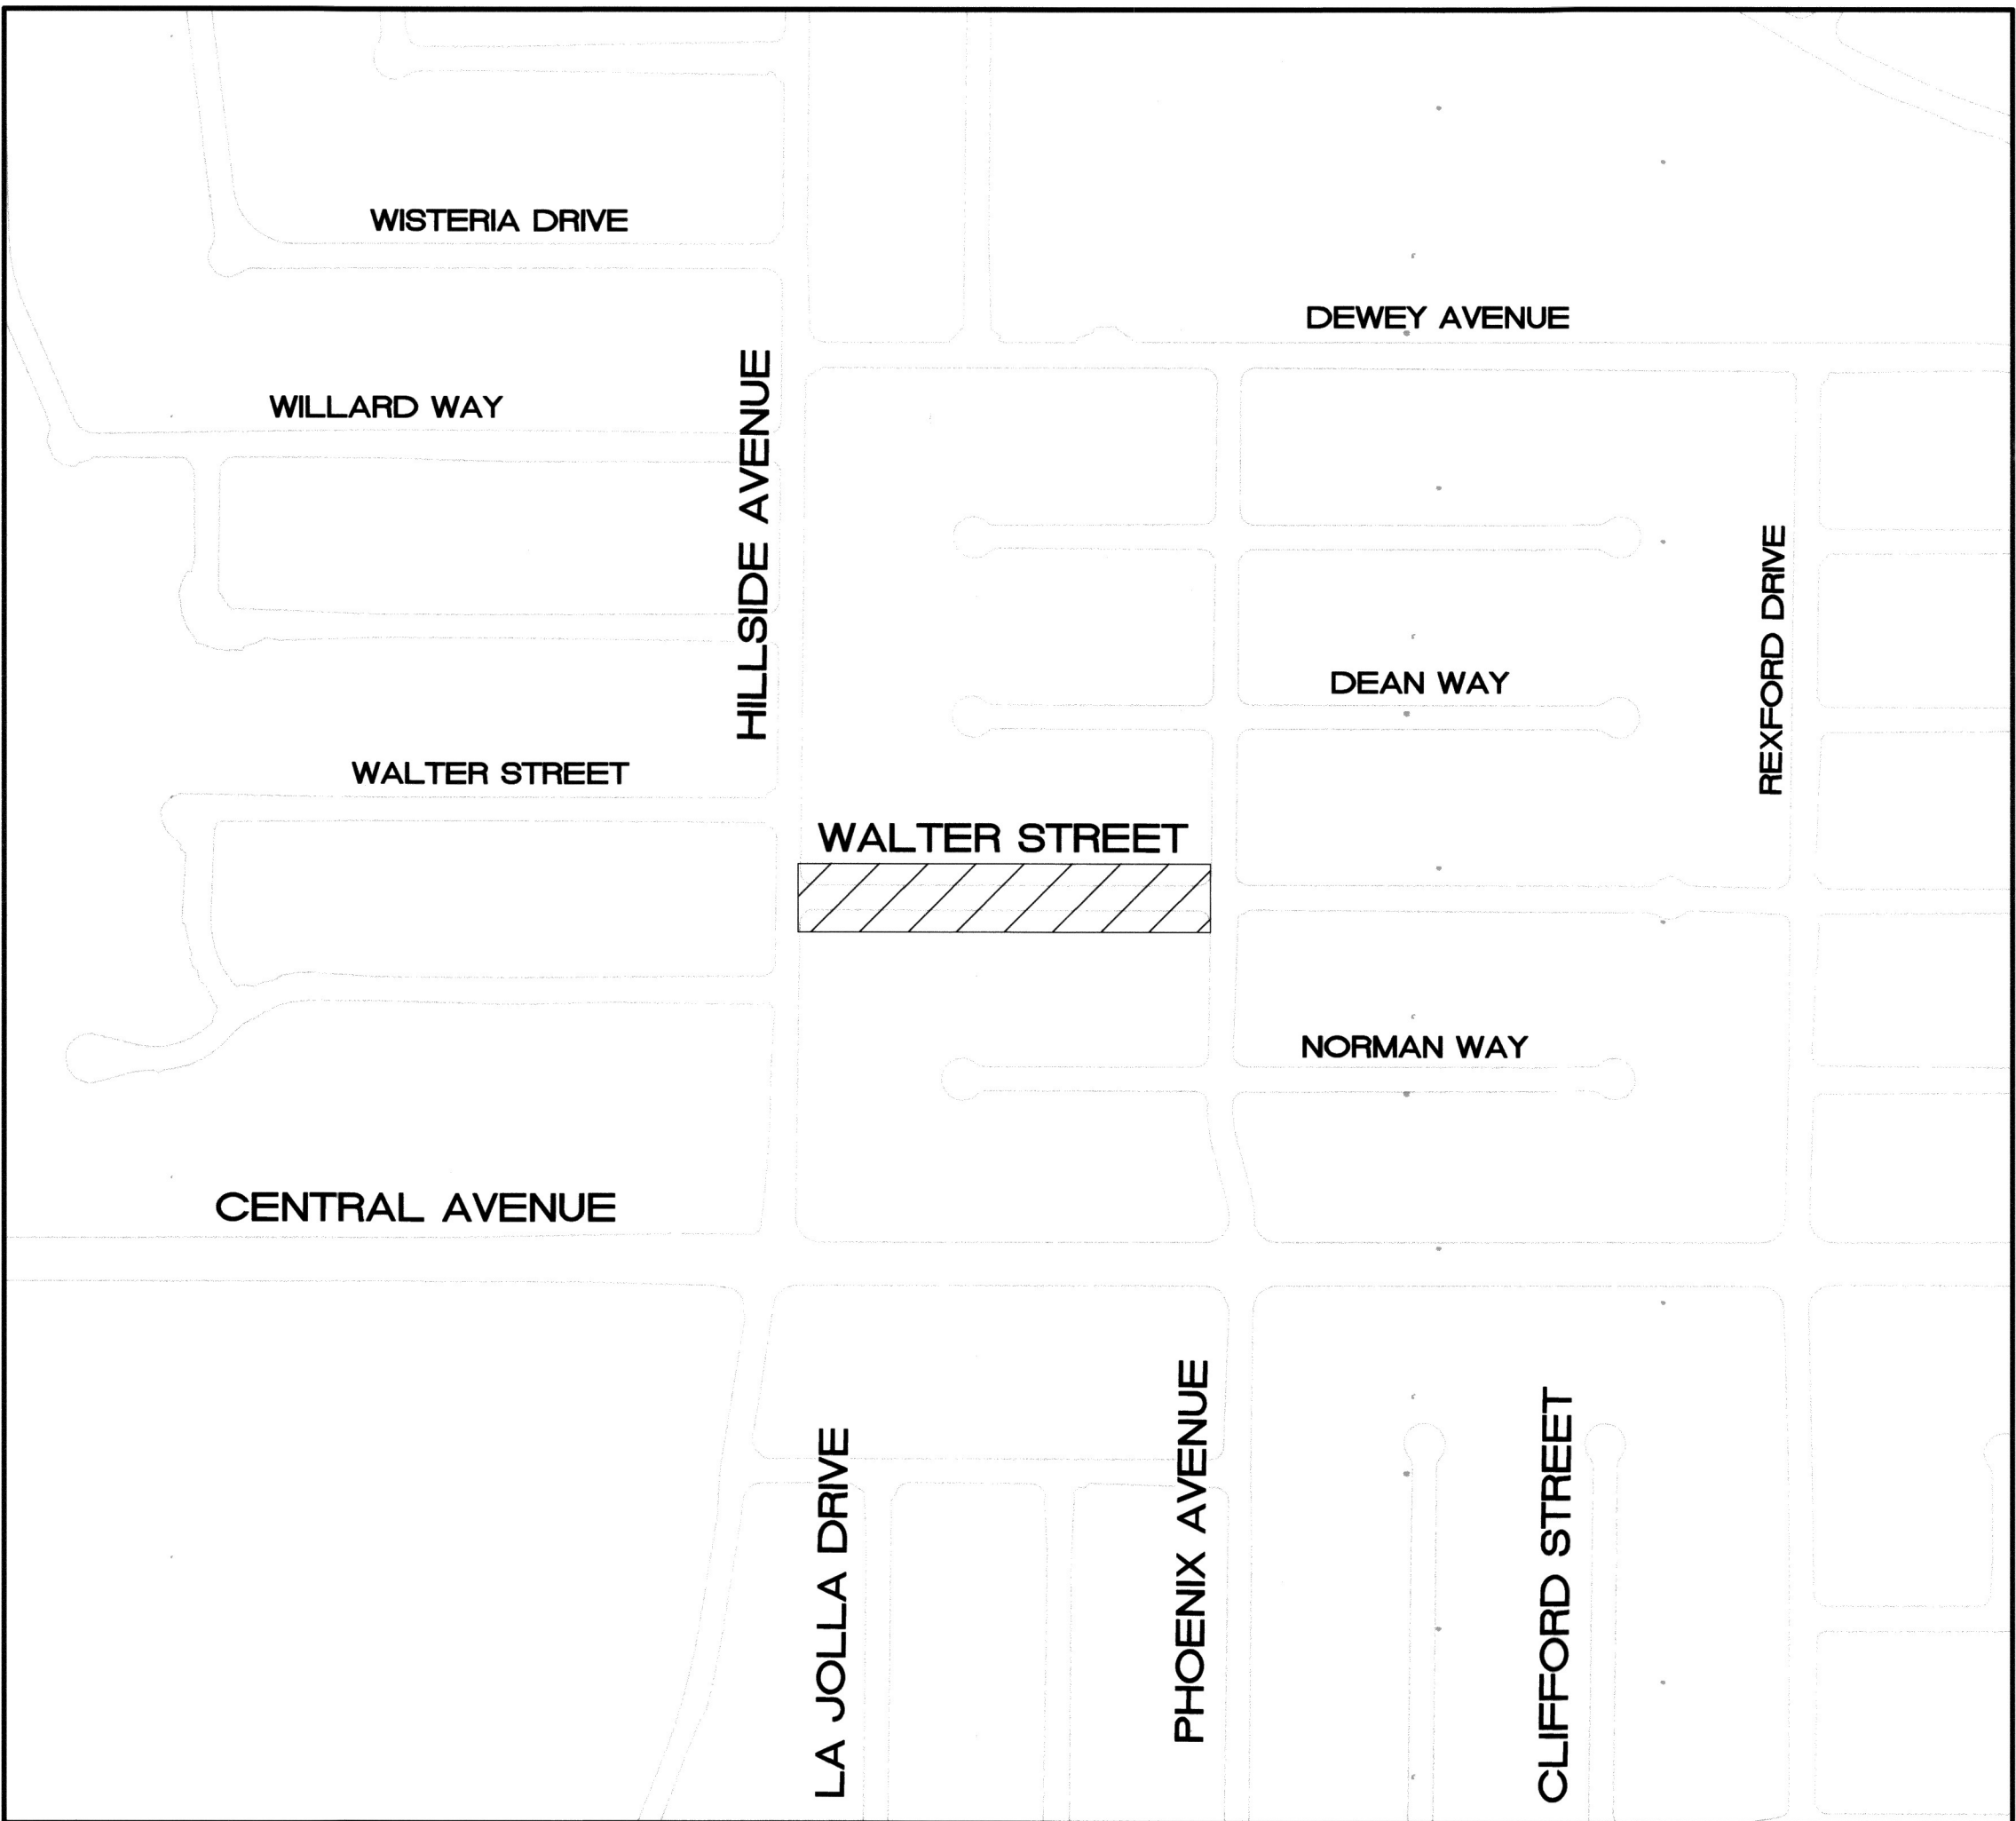 WISTERIA DRIVE
DEWEY AVENUE
WILLARD WAY
HILLSIDE AVENUE
REXFORD DRIVE
DEAN WAY
WALTER STREET
WALTER STREET
NORMAN WAY
CENTRAL AVENUE
LA JOLLA DRIVE
PHOENIX AVENUE
CLIFFORD STREET